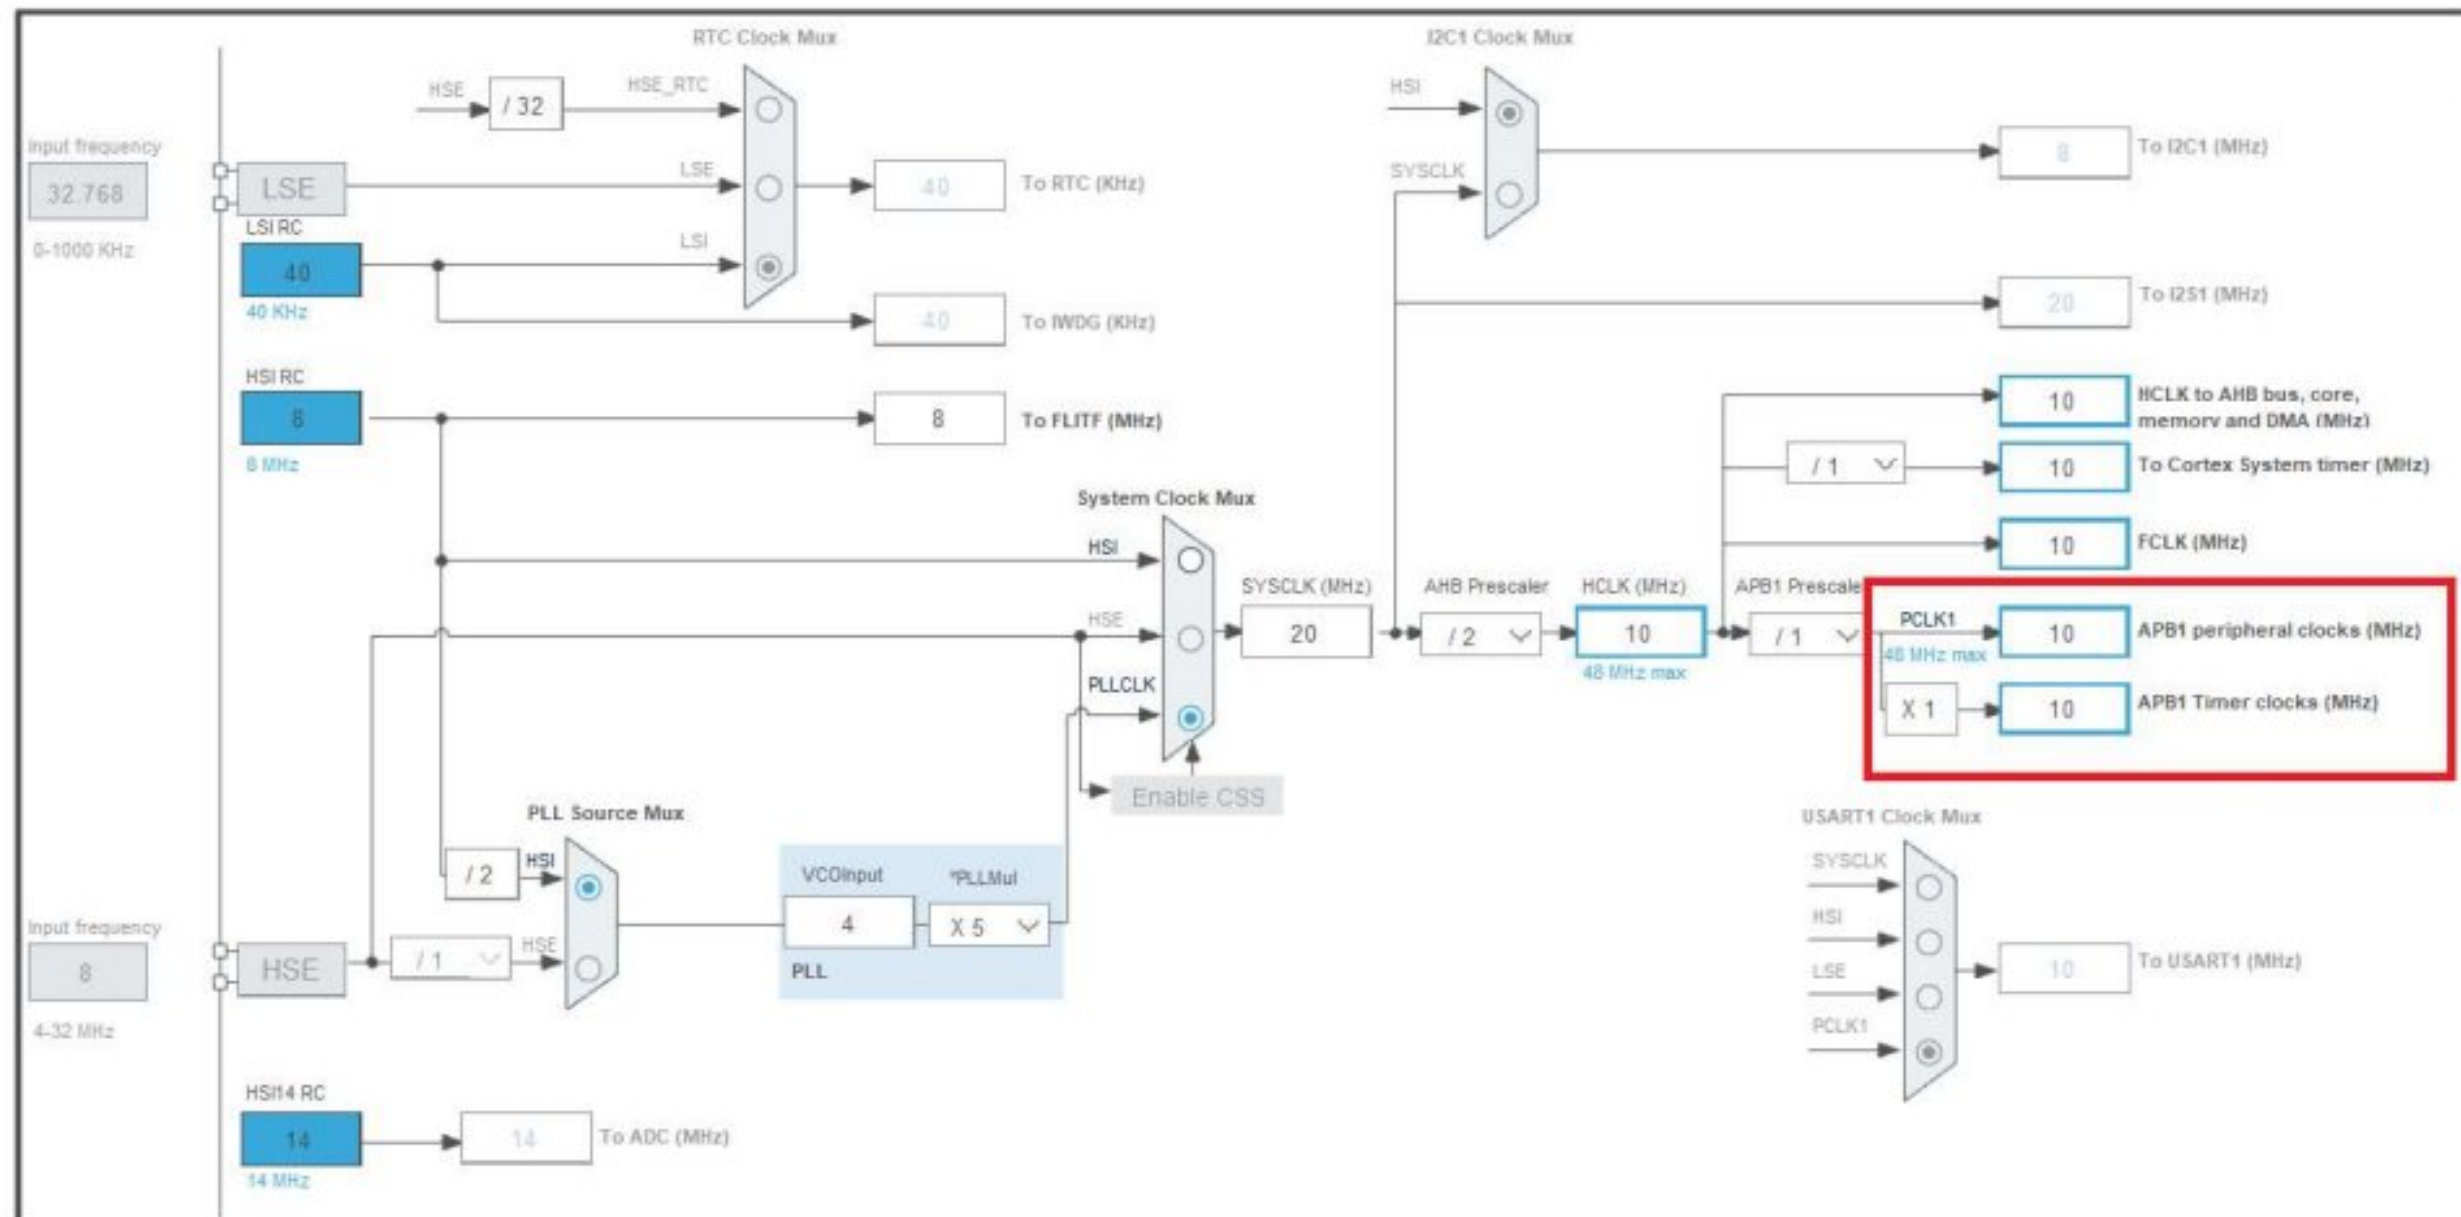 RTC Clock Mux
I2C1 Clock Mux
HSE
/ 32
HSE_RTC
HSI
Input frequency
32.768
0-1000 KHz
LSE
LSE
40
To RTC (KHz)
SYSCLK
8
To I2C1 (MHz)
LSI RC
40
40 KHz
LSI
40
To IWDG (KHz)
20
To I2S1 (MHz)
HSI RC
8
8 MHz
8
To FLITF (MHz)
10
HCLK to AHB bus, core,
memory and DMA (MHz)
/ 1
10
To Cortex System timer (MHz)
System Clock Mux
HSI
10
FCLK (MHz)
HSE
PLLCLK
SYSCLK (MHz)
20
AHB Prescaler
/ 2
HCLK (MHz)
10
48 MHz max
APB1 Prescale
/ 1
PCLK1
48 MHz max
10
APB1 peripheral clocks (MHz)
X 1
10
APB1 Timer clocks (MHz)
Enable CSS
PLL Source Mux
/ 2
HSI
VCOInput
4
*PLLMul
X 5
PLL
Input frequency
8
4-32 MHz
HSE
/ 1
HSE
USART1 Clock Mux
SYSCLK
HSI
LSE
PCLK1
10
To USART1 (MHz)
HSI14 RC
14
14 MHz
14
To ADC (MHz)